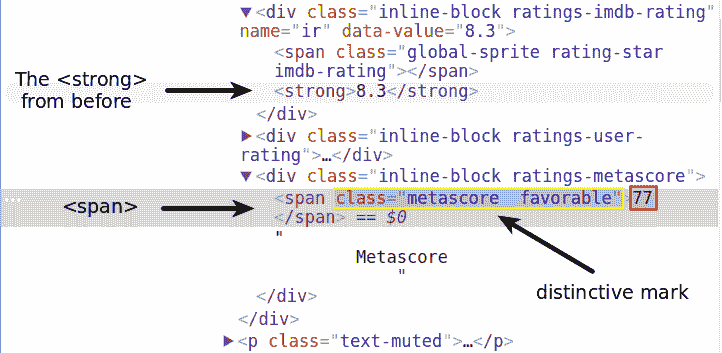 ▼<div class="inline-block ratings-imdb-rating"
name="ir" data-value="8.3">
<span class="global-sprite rating-star
imdb-rating"></span>
The <strong>
from before
<strong>8.3</strong>
</div>
▶<div class="inline-block ratings-user-
rating">…</div>
▼<div class="inline-block ratings-metascore">
<span>
...
<span class="metascore  favorable">77
</span> == $0
"
Metascore
"
distinctive mark
</div>
</div>
▶<p class="text-muted">…</p>